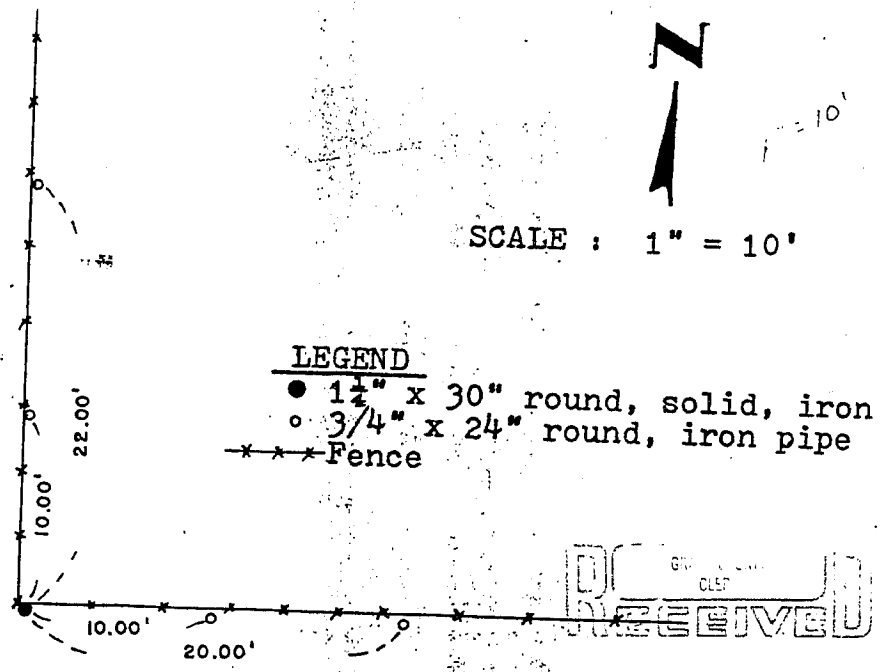 N
1" = 10'
SCALE : 1" = 10'
LEGEND
1¼" x 30" round, solid, iron
3/4" x 24" round, iron pipe
Fence
22.00'
10.00'
10.00'
20.00'
RECEIVED